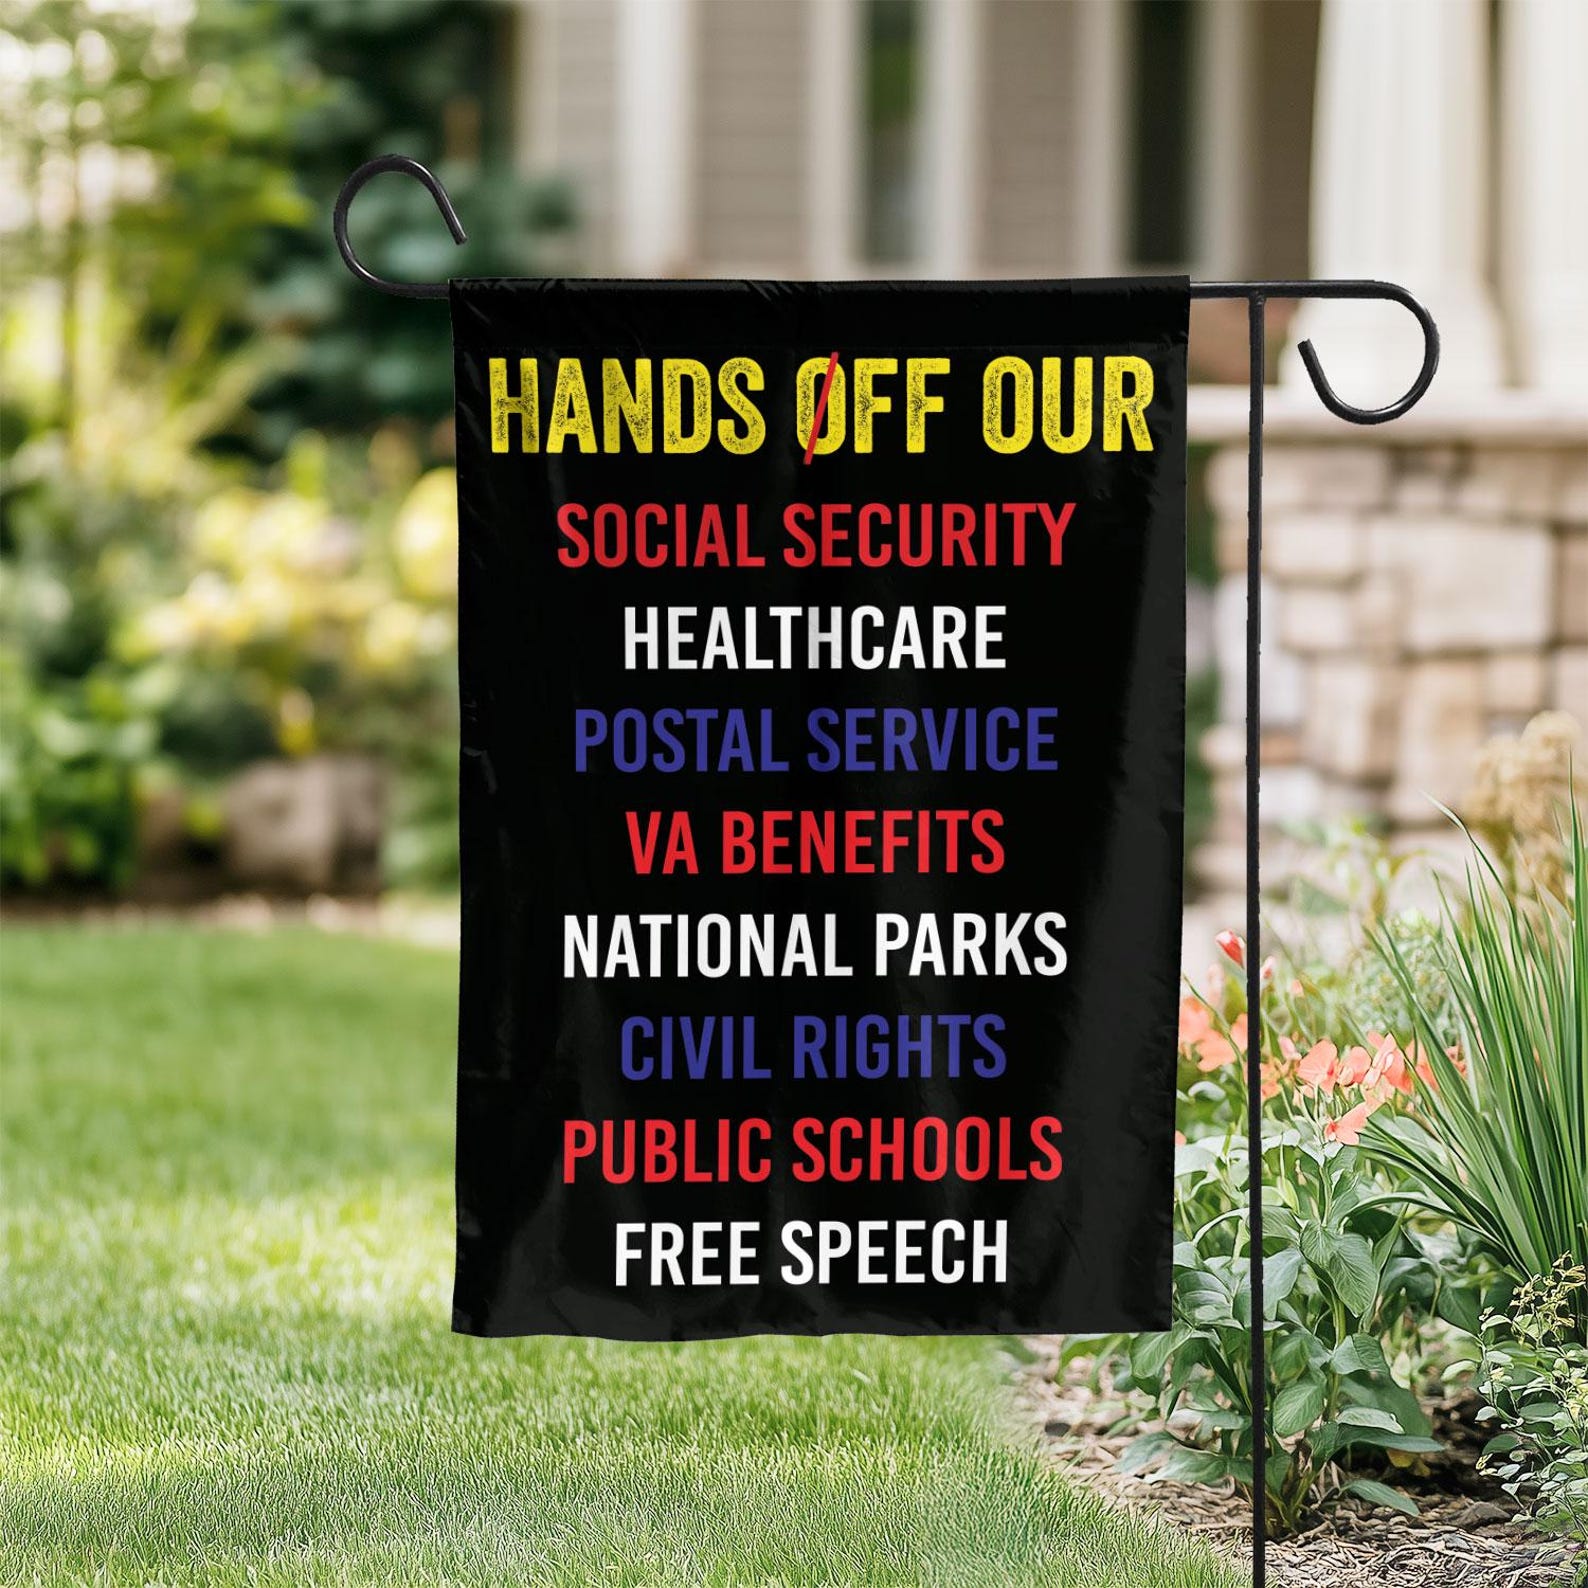 HANDS OFF OUR
SOCIAL SECURITY
HEALTHCARE
POSTAL SERVICE
VA BENEFITS
NATIONAL PARKS
CIVIL RIGHTS
PUBLIC SCHOOLS
FREE SPEECH